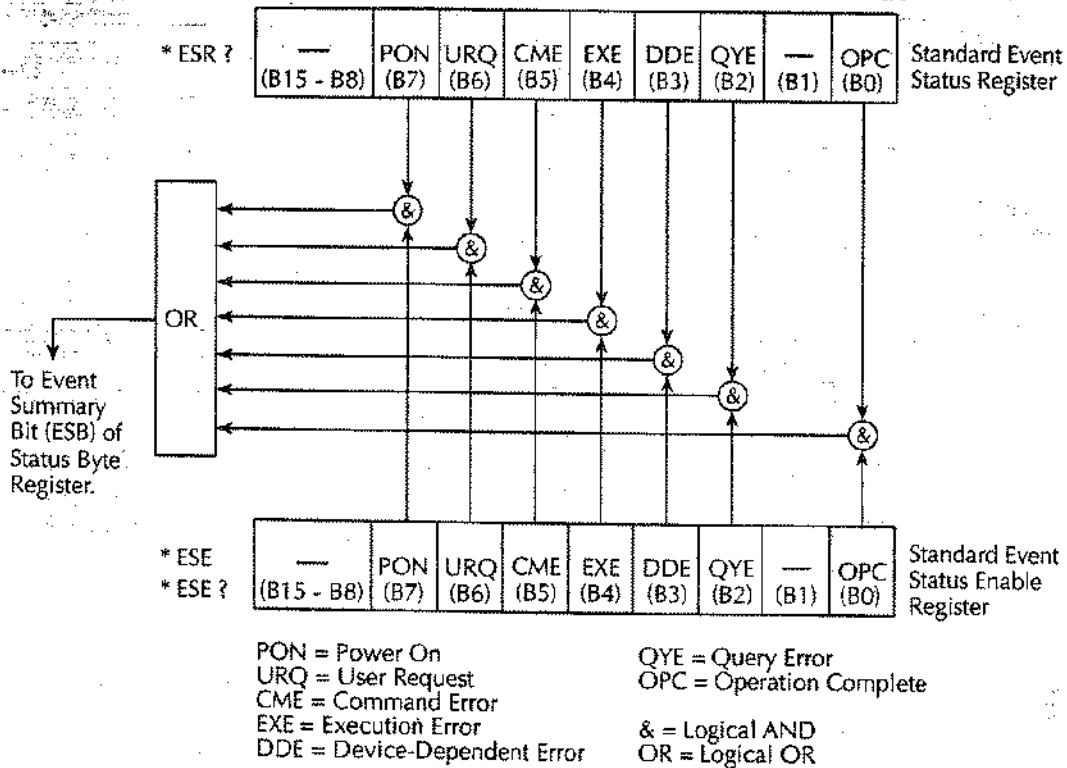 * ESR ?
— PON URQ CME EXE DDE QYE — OPC
(B15 - B8) (B7) (B6) (B5) (B4) (B3) (B2) (B1) (B0)
Standard Event
Status Register
& 
&
&
&
&
&
&
OR
To Event
Summary
Bit (ESB) of
Status Byte
Register.
* ESE
* ESE ?
— PON URQ CME EXE DDE QYE — OPC
(B15 - B8) (B7) (B6) (B5) (B4) (B3) (B2) (B1) (B0)
Standard Event
Status Enable
Register
PON = Power On
URQ = User Request
CME = Command Error
EXE = Execution Error
DDE = Device-Dependent Error
QYE = Query Error
OPC = Operation Complete
& = Logical AND
OR = Logical OR